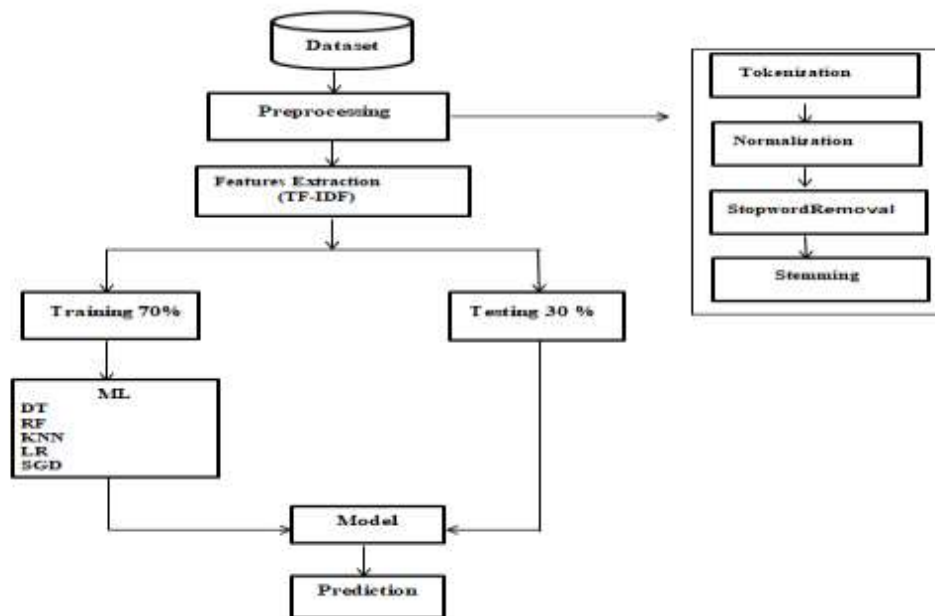 Dataset
Preprocessing
Features Extraction
(TF-IDF)
Training 70%
Testing 30 %
ML
DT
RF
KNN
LR
SGD
Model
Prediction
Tokenization
Normalization
StopwordRemoval
Stemming